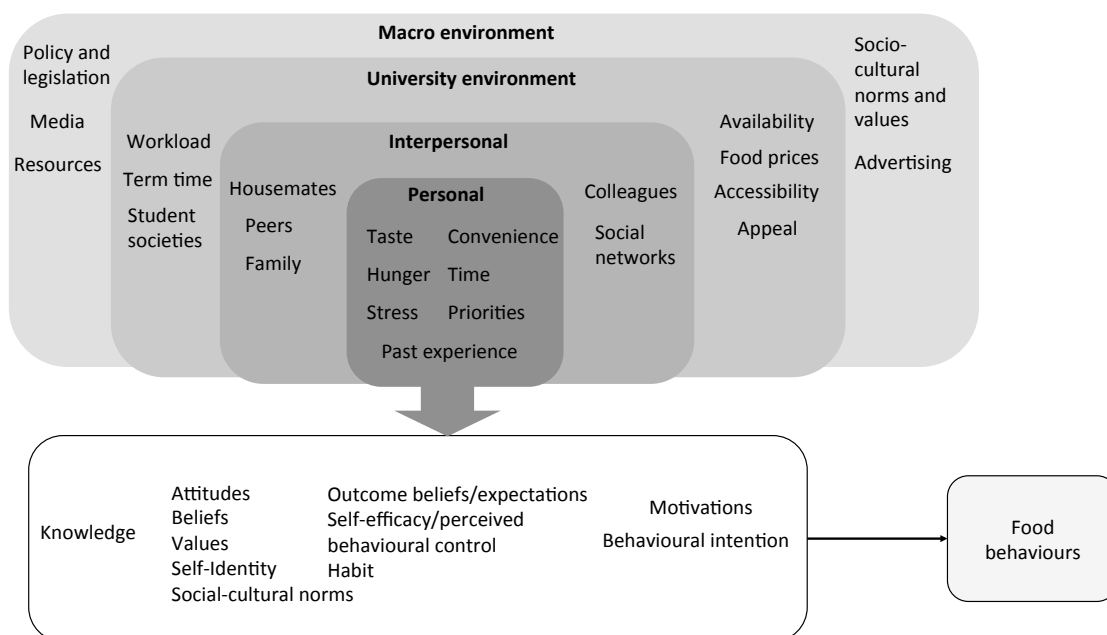 Macro environment
Policy and
legislation
Media
Resources
Socio-
cultural
norms and
values
Advertising
University environment
Workload
Term time
Student
societies
Availability
Food prices
Accessibility
Appeal
Interpersonal
Housemates
Peers
Family
Colleagues
Social
networks
Personal
Taste
Convenience
Hunger
Time
Stress
Priorities
Past experience
Knowledge
Attitudes
Beliefs
Values
Self-Identity
Social-cultural norms
Outcome beliefs/expectations
Self-efficacy/perceived
behavioural control
Habit
Motivations
Behavioural intention
Food
behaviours